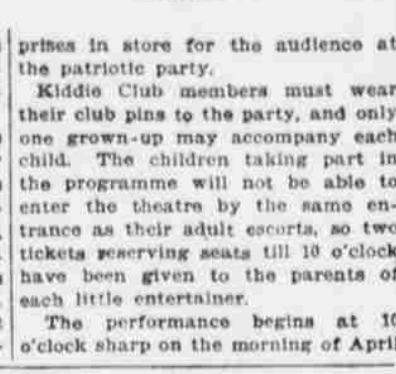 prises in store for the audience at
the patriotic party.
Kiddie Club members must wear
their club pins to the party, and only
one grown-up may accompany each
child. The children taking part in
the programme will not be able to
enter the theatre by the same en-
trance as their adult escorts, so two
tickets reserving seats till 10 o'clock
have been given to the parents of
each little entertainer.
The performance begins at 10
o'clock sharp on the morning of April